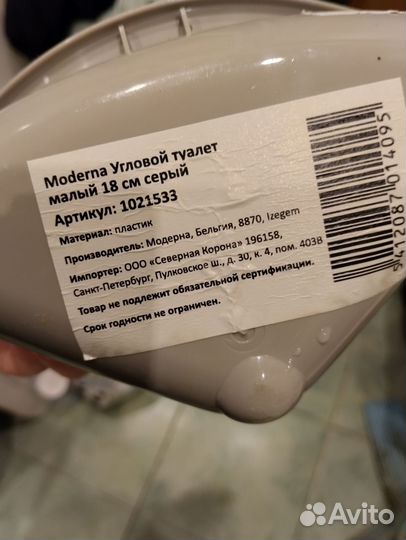 Moderna Угловой туалет
малый 18 см серый
Артикул: 1021533
Материал: пластик
Производитель: Модерна, Бельгия, 8870, Izegem
Импортер: ООО «Северная Корона» 196158,
Санкт-Петербург, Пулковское ш., д. 30, к. 4, пом. 403В
Товар не подлежит обязательной сертификации.
Срок годности не ограничен.
5412087014095
Avito